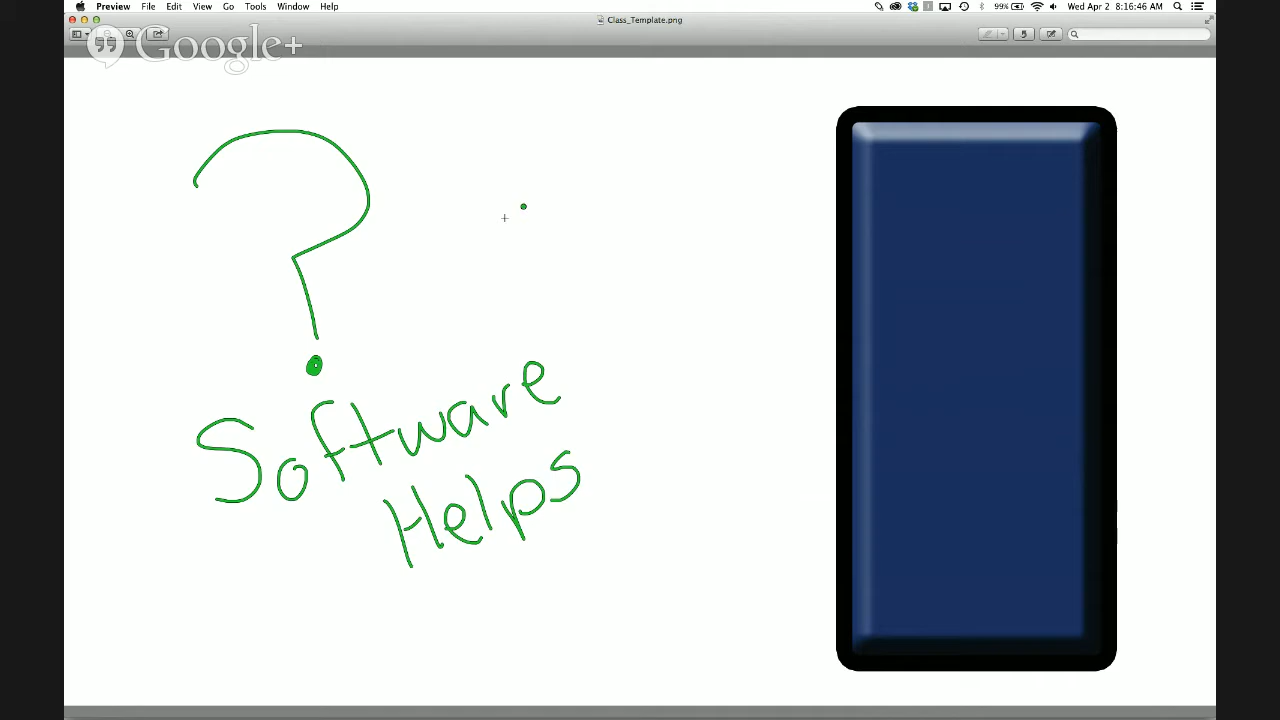 Preview File Edit View Go Tools Window Help 99% Wed Apr 2 8:16:46 AM
Class_Template.png
Google+
?
Software
Helps